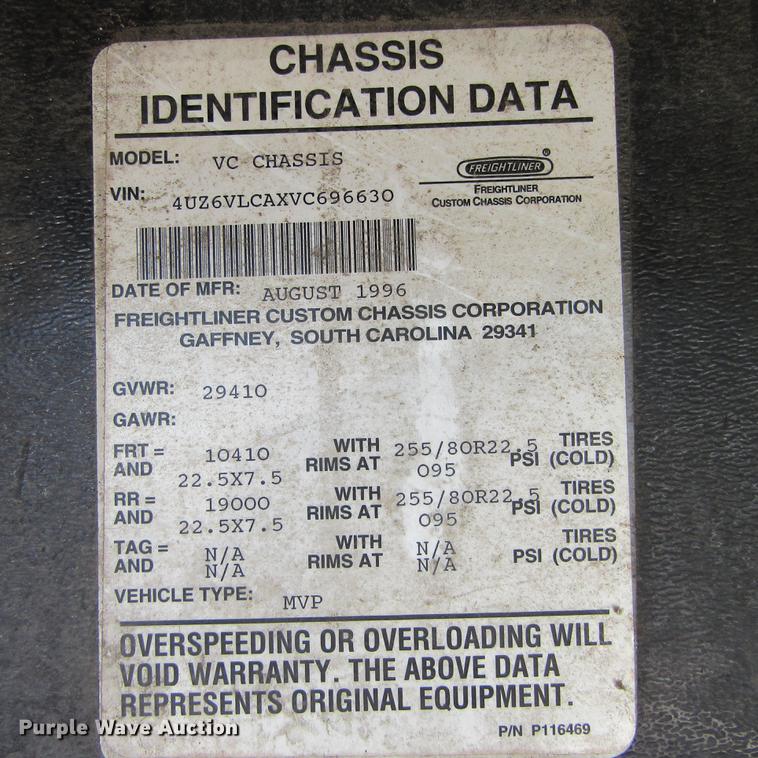 CHASSIS
IDENTIFICATION DATA
MODEL: VC CHASSIS
FREIGHTLINER ®
FREIGHTLINER
CUSTOM CHASSIS CORPORATION
VIN: 4UZ6VLCAXVC696630
DATE OF MFR: AUGUST 1996
FREIGHTLINER CUSTOM CHASSIS CORPORATION
GAFFNEY, SOUTH CAROLINA 29341
GVWR: 29410
GAWR:
FRT = 10410 WITH 255/80R22.5 TIRES
AND 22.5X7.5 RIMS AT 095 PSI (COLD)
RR = 19000 WITH 255/80R22.5 TIRES
AND 22.5X7.5 RIMS AT 095 PSI (COLD)
TAG = N/A WITH N/A TIRES
AND N/A RIMS AT N/A PSI (COLD)
VEHICLE TYPE: MVP
OVERSPEEDING OR OVERLOADING WILL
VOID WARRANTY. THE ABOVE DATA
REPRESENTS ORIGINAL EQUIPMENT.
P/N P116469
Purple Wave Auction